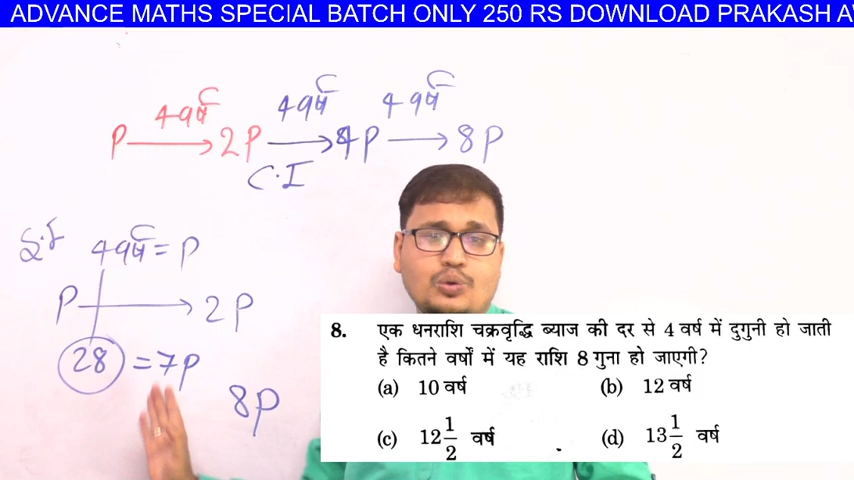 ADVANCE MATHS SPECIAL BATCH ONLY 250 RS DOWNLOAD PRAKASH A
4वर्ष 4वर्ष 4वर्ष
P → 2P → 4P → 8P
C.I
S.I 4वर्ष = P
P → 2P
28 = 7P
8P
8. एक धनराशि चक्रवृद्धि ब्याज की दर से 4 वर्ष में दुगुनी हो जाती
है कितने वर्षों में यह राशि 8 गुना हो जाएगी?
(a) 10 वर्ष (b) 12 वर्ष
(c) 12 1/2 वर्ष (d) 13 1/2 वर्ष